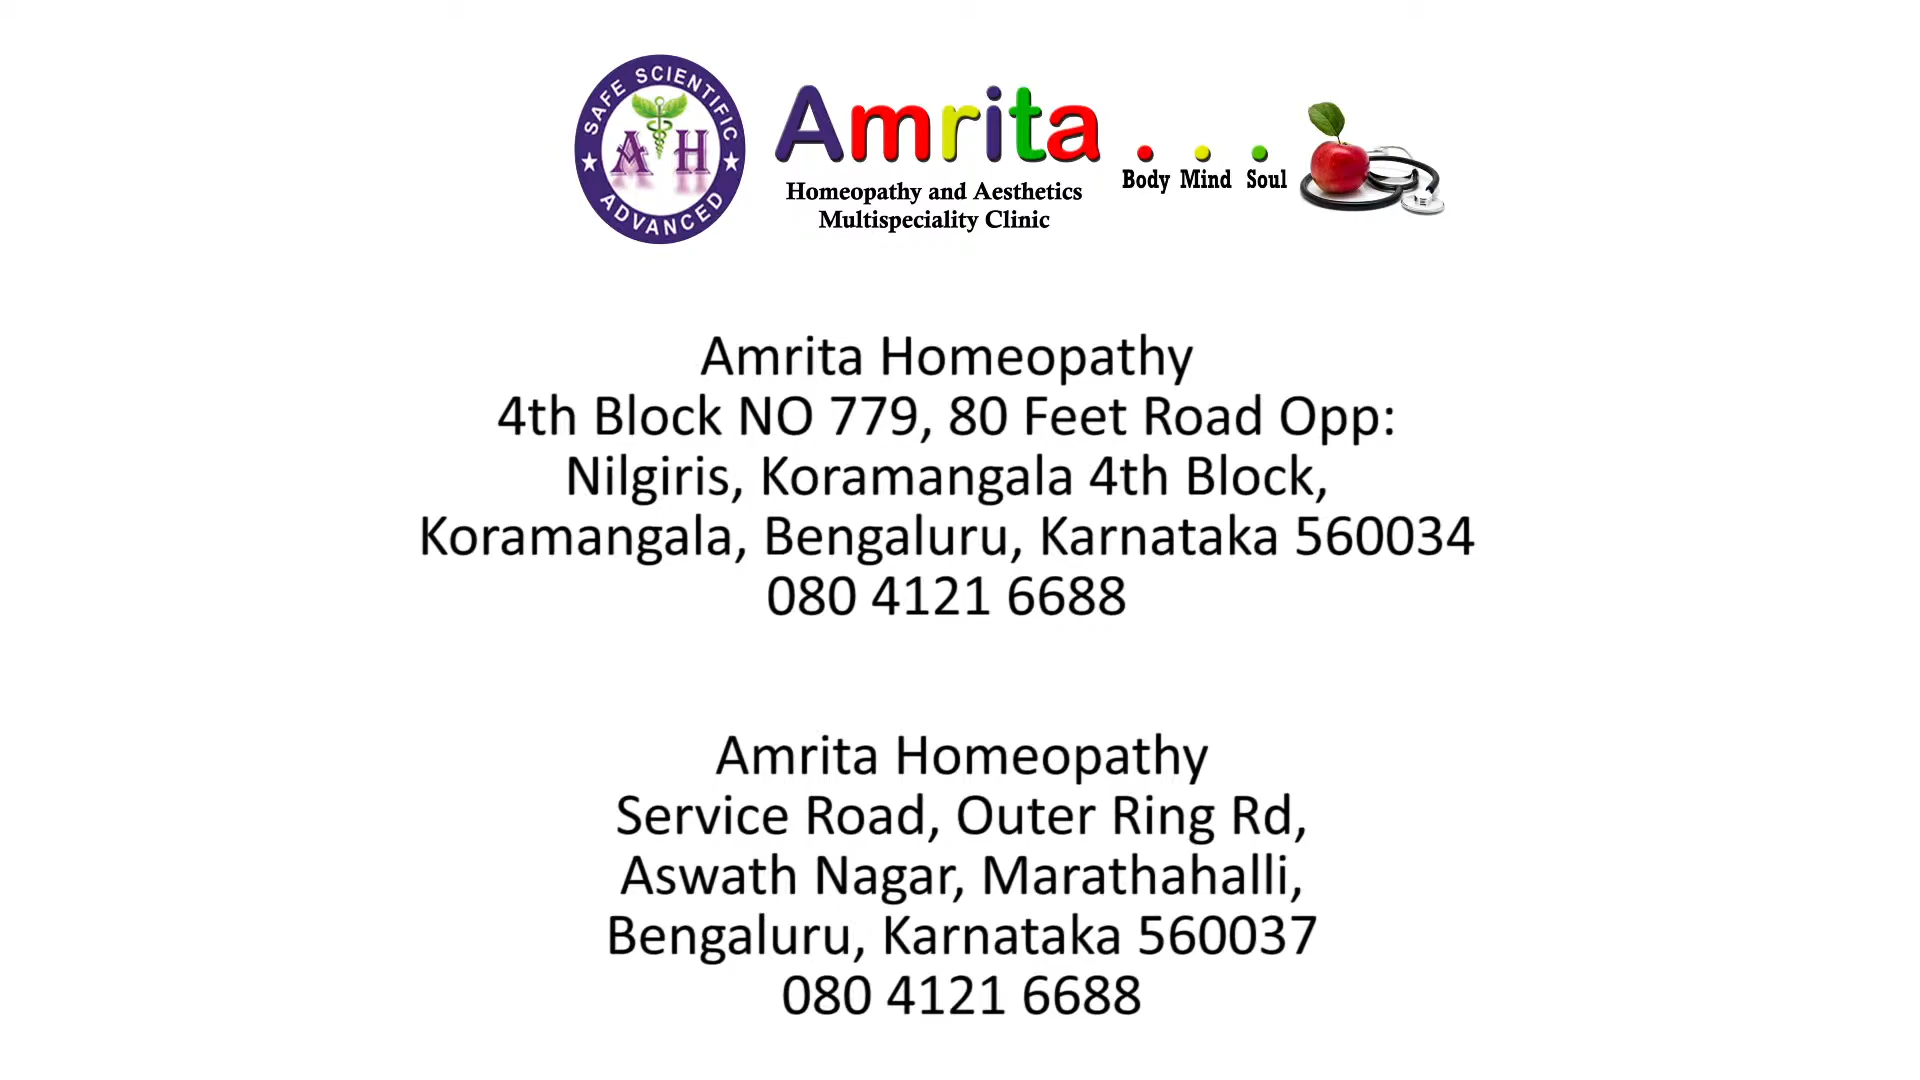 SAFE SCIENTIFIC
A H
ADVANCED
Amrita...
Homeopathy and Aesthetics
Multispeciality Clinic
Body Mind Soul
Amrita Homeopathy
4th Block NO 779, 80 Feet Road Opp:
Nilgiris, Koramangala 4th Block,
Koramangala, Bengaluru, Karnataka 560034
080 4121 6688
Amrita Homeopathy
Service Road, Outer Ring Rd,
Aswath Nagar, Marathahalli,
Bengaluru, Karnataka 560037
080 4121 6688